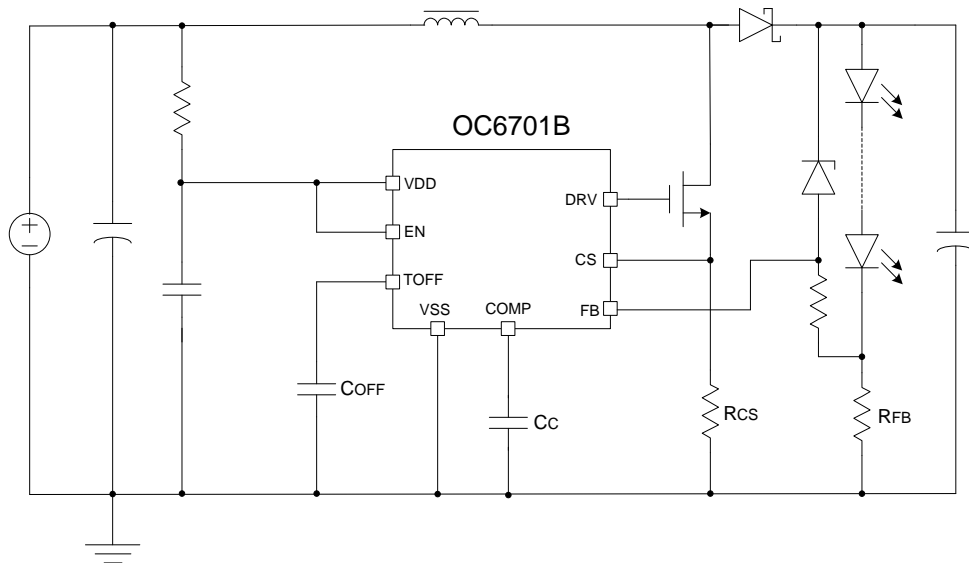 OC6701B
VDD
DRV
EN
CS
TOFF
VSS
COMP
FB
COFF
CC
RCS
RFB